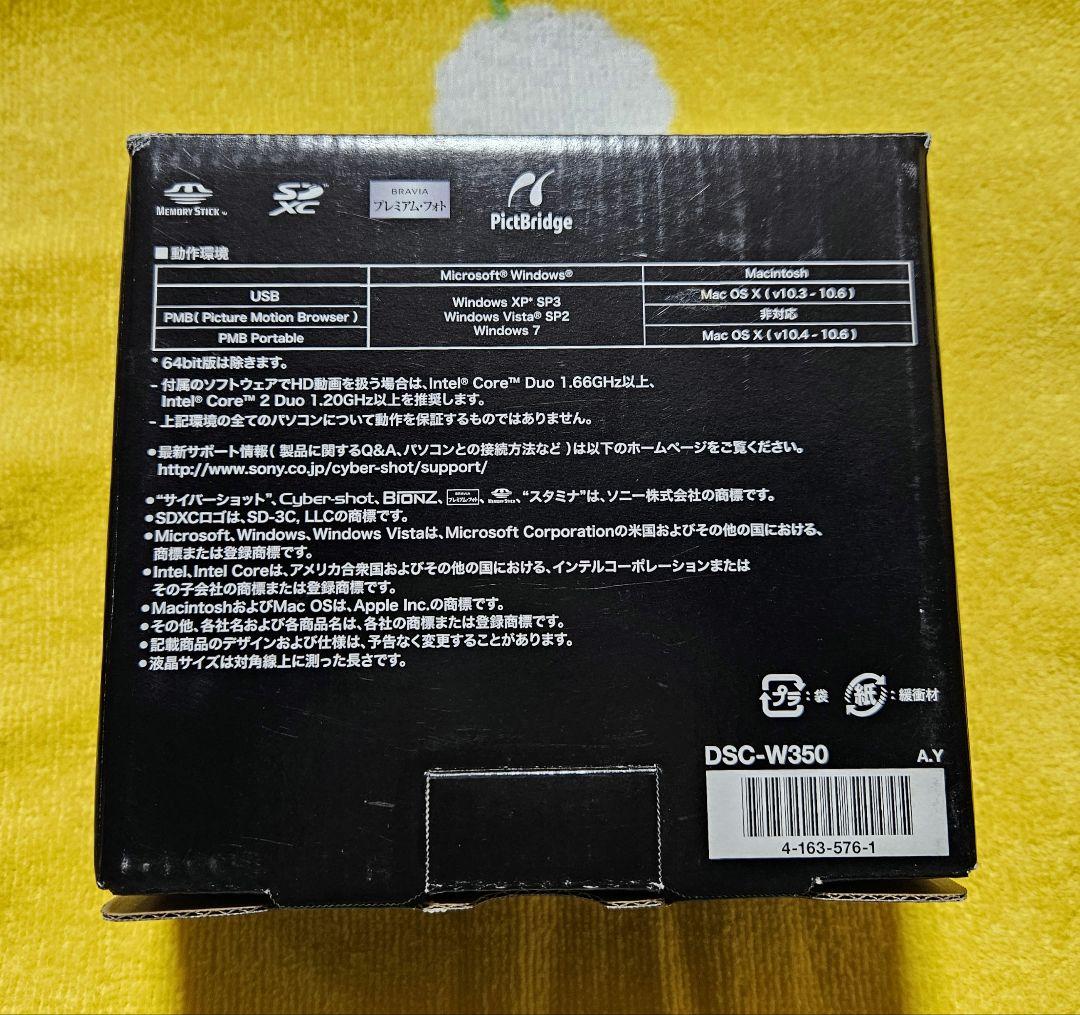 MEMORY STICK TM
SD XC TM
BRAVIA
プレミアム・フォト
PictBridge
■動作環境
Microsoft® Windows® Macintosh
USB Windows XP* SP3 Windows Vista® SP2 Windows 7 Mac OS X ( v10.3 - 10.6 )
PMB( Picture Motion Browser ) 非対応
PMB Portable Mac OS X ( v10.4 - 10.6 )
* 64bit版は除きます。
- 付属のソフトウェアでHD動画を扱う場合は、Intel® Core™ Duo 1.66GHz以上、
Intel® Core™ 2 Duo 1.20GHz以上を推奨します。
- 上記環境の全てのパソコンについて動作を保証するものではありません。
●最新サポート情報( 製品に関するQ&A、パソコンとの接続方法など )は以下のホームページをご覧ください。
http://www.sony.co.jp/cyber-shot/support/
●“サイバーショット”、Cyber-shot、BIONZ、BRAVIA プレミアム・フォト、MEMORY STICK、“スタミナ”は、ソニー株式会社の商標です。
●SDXCロゴは、SD-3C, LLCの商標です。
●Microsoft、Windows、Windows Vistaは、Microsoft Corporationの米国およびその他の国における、
商標または登録商標です。
●Intel、Intel Coreは、アメリカ合衆国およびその他の国における、インテルコーポレーションまたは
その子会社の商標または登録商標です。
●MacintoshおよびMac OSは、Apple Inc.の商標です。
●その他、各社名および各商品名は、各社の商標または登録商標です。
●記載商品のデザインおよび仕様は、予告なく変更することがあります。
●液晶サイズは対角線上に測った長さです。
プラ:袋 紙:緩衝材
DSC-W350 A.Y
4-163-576-1